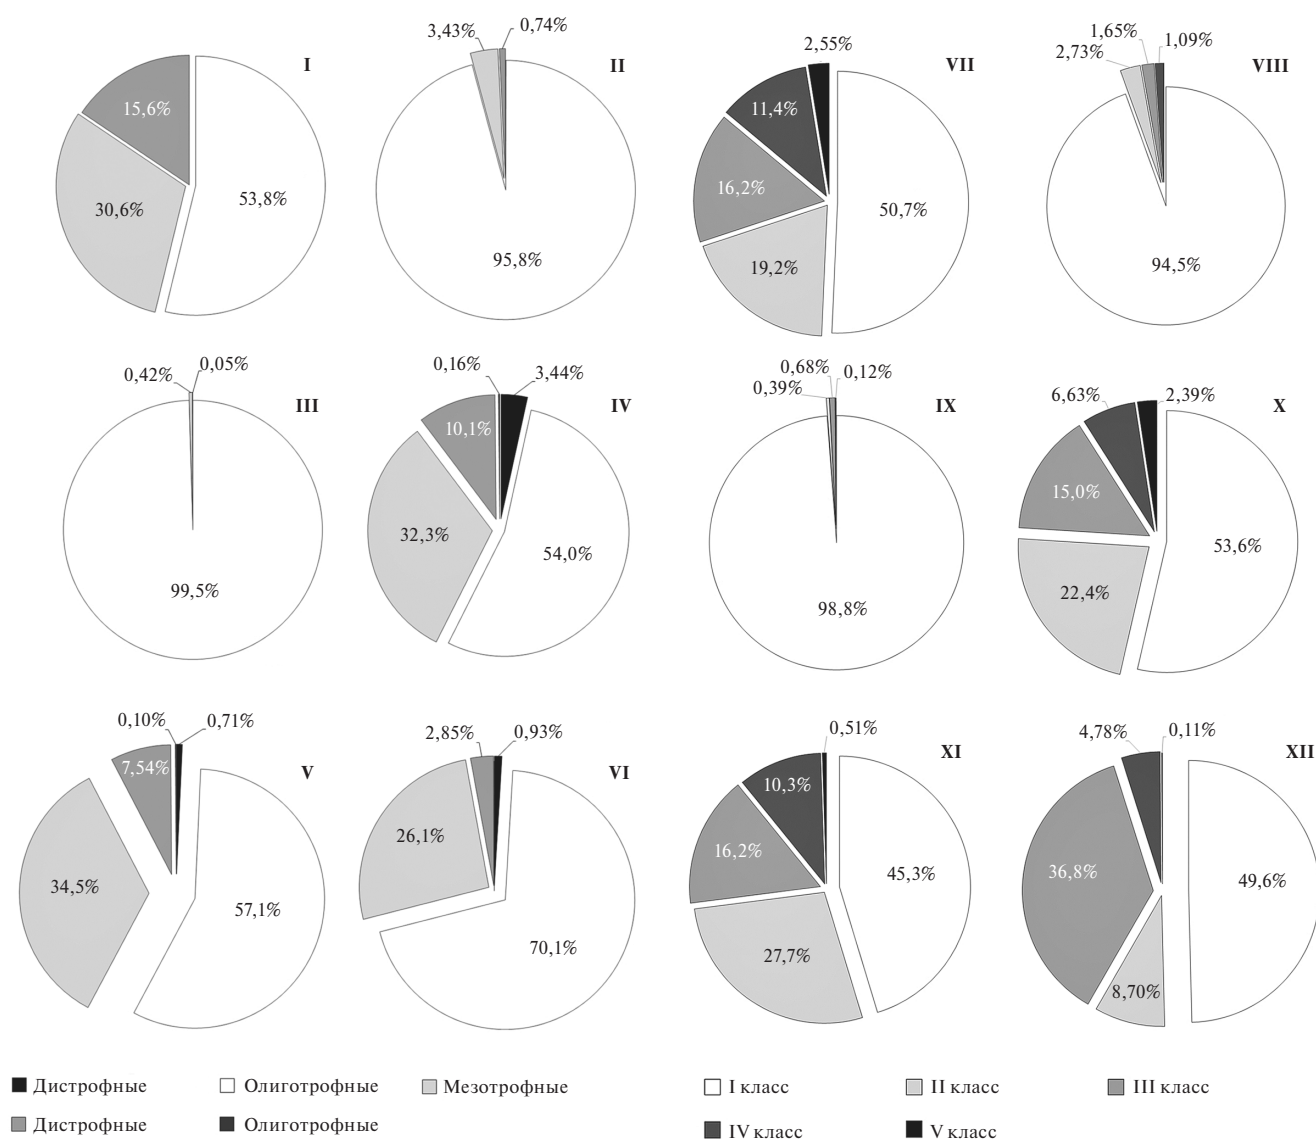 I
15,6%
30,6%
53,8%
3,43%
0,74%
II
95,8%
2,55%
VII
11,4%
16,2%
50,7%
19,2%
1,65%
2,73%
1,09%
VIII
94,5%
0,42%
0,05%
III
99,5%
0,16%
3,44%
IV
10,1%
32,3%
54,0%
0,68%
0,39%
0,12%
IX
98,8%
6,63%
2,39%
X
15,0%
53,6%
22,4%
0,10%
0,71%
V
7,54%
34,5%
57,1%
2,85%
0,93%
VI
26,1%
70,1%
0,51%
XI
10,3%
16,2%
45,3%
27,7%
4,78%
0,11%
XII
36,8%
49,6%
8,70%
Дистрофные
Олиготрофные
Мезотрофные
Дистрофные
Олиготрофные
I класс
II класс
III класс
IV класс
V класс